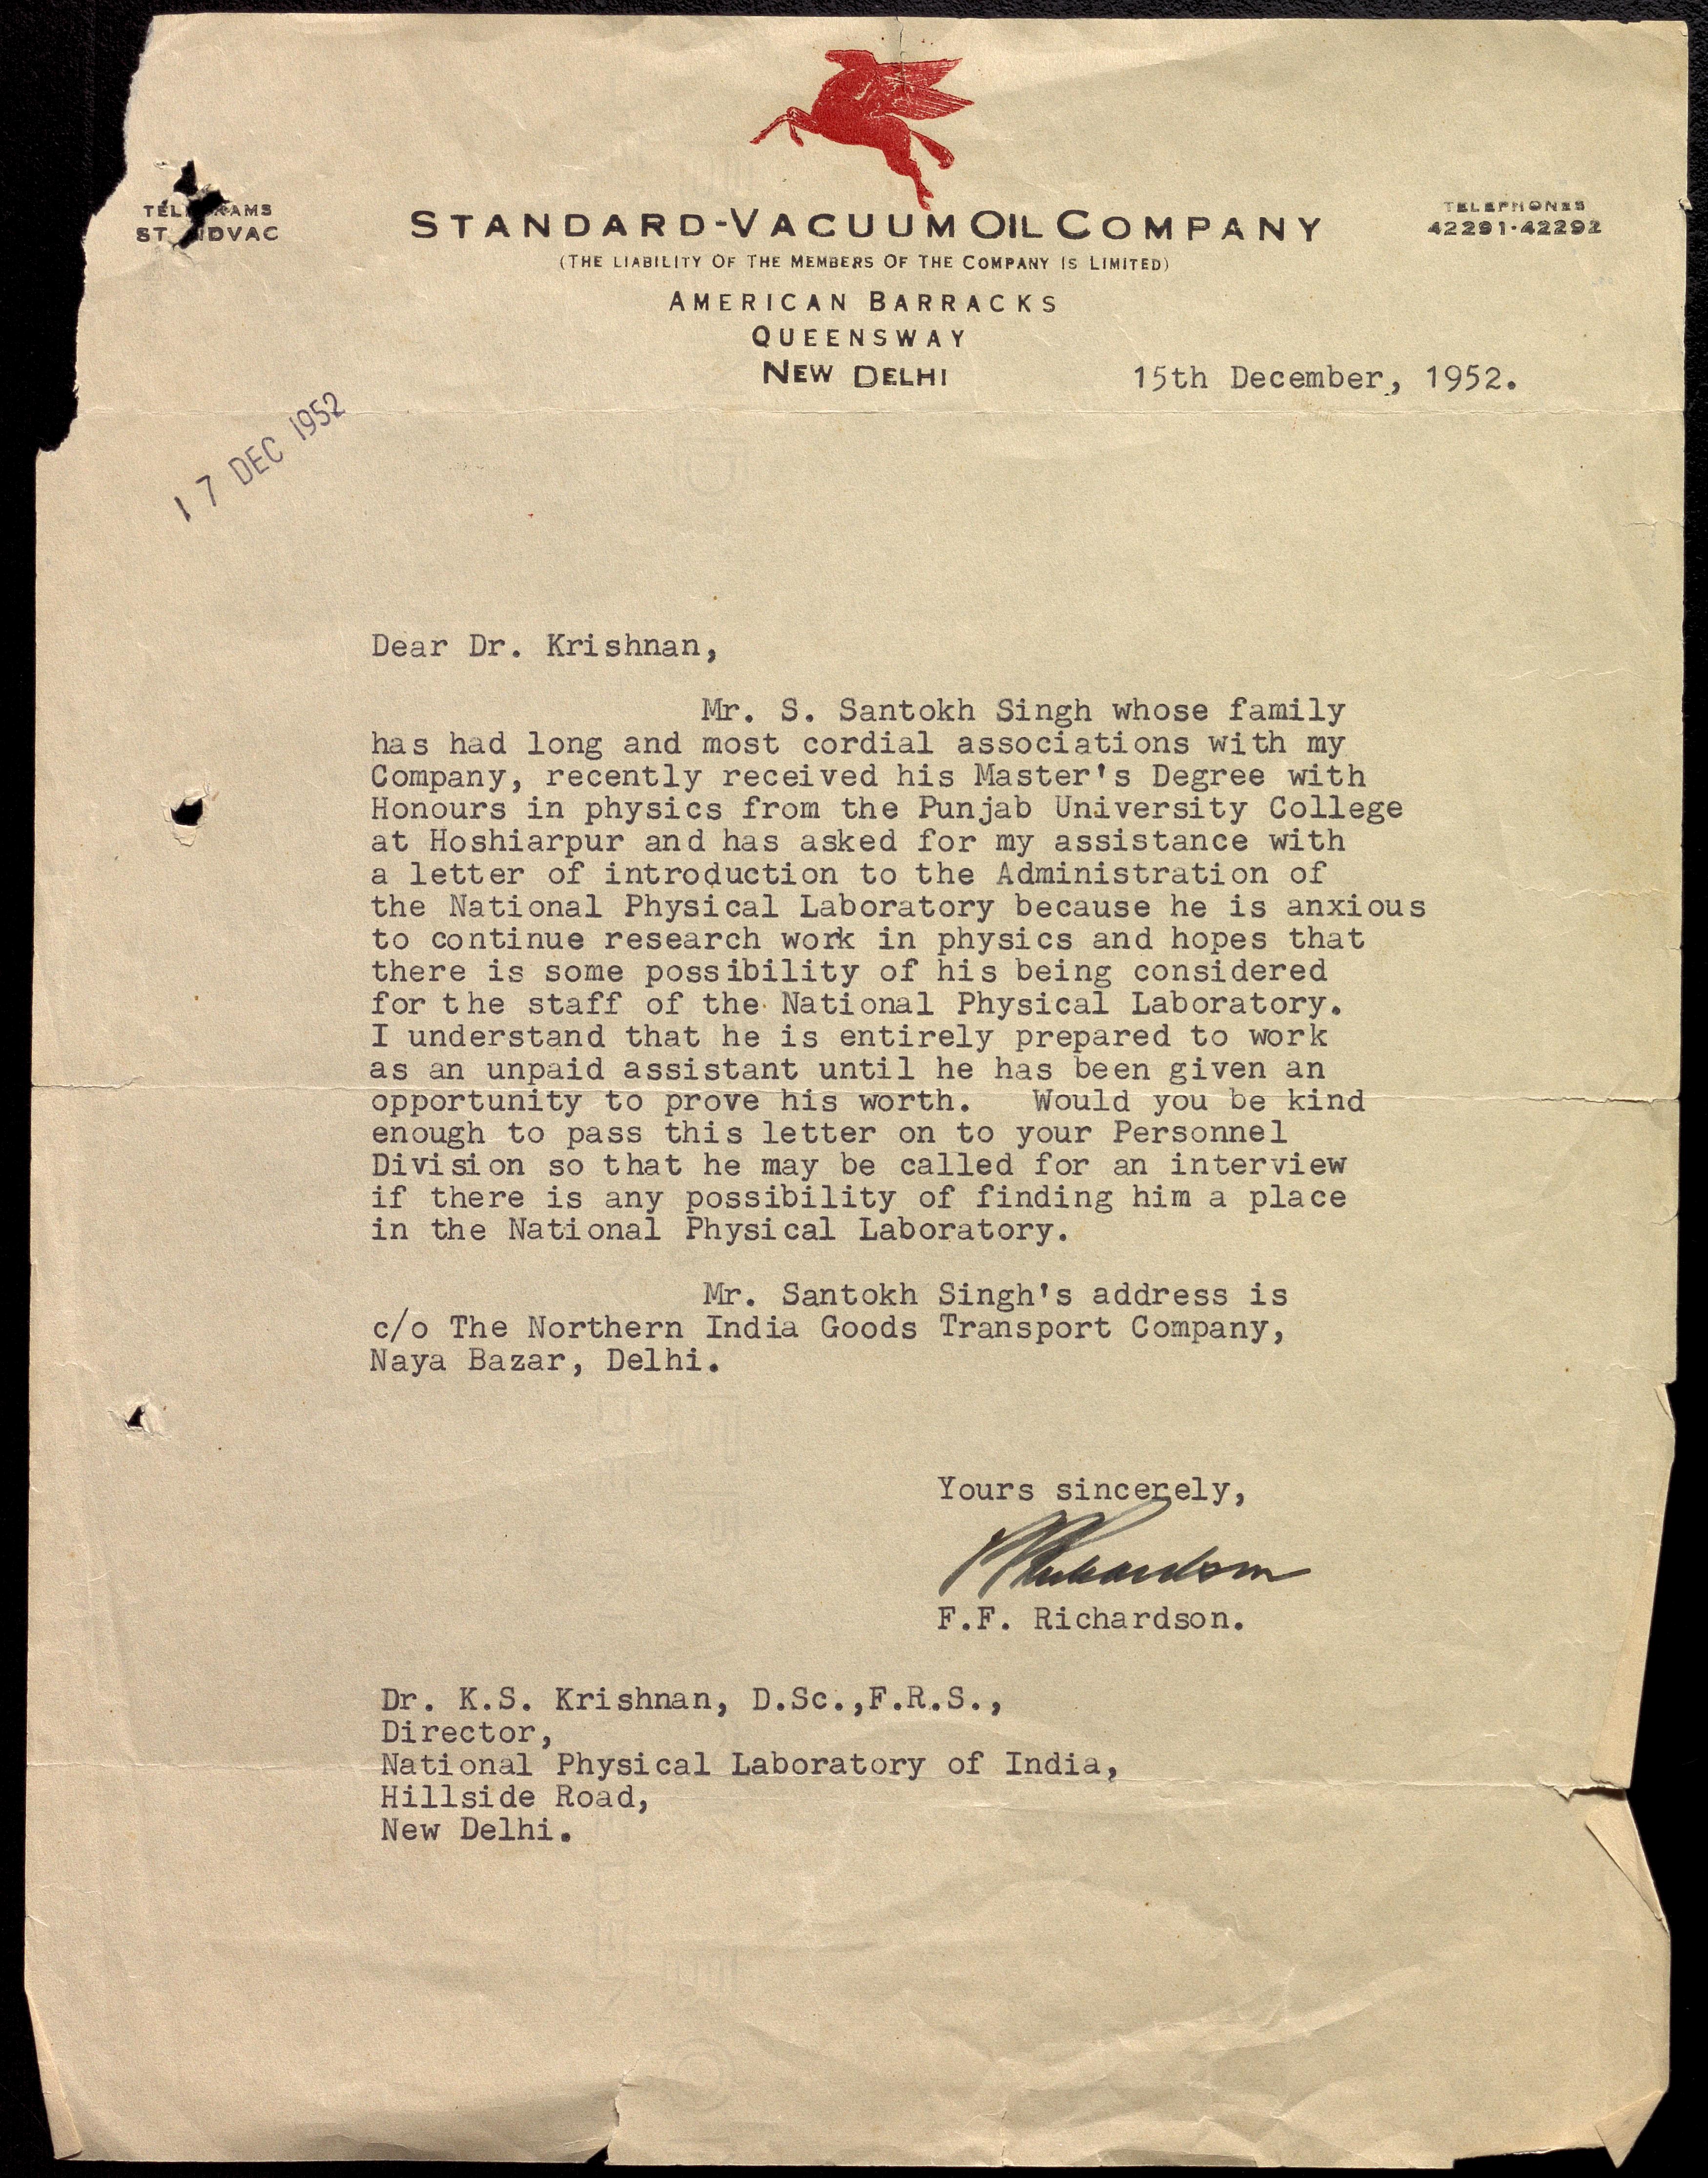 TELEGRAMS
STANDVAC
STANDARD-VACUUM OIL COMPANY
(THE LIABILITY OF THE MEMBERS OF THE COMPANY IS LIMITED)
AMERICAN BARRACKS
QUEENSWAY
NEW DELHI
TELEPHONES
42291·42292
15th December, 1952.
17 DEC 1952
Dear Dr. Krishnan,
Mr. S. Santokh Singh whose family
has had long and most cordial associations with my
Company, recently received his Master's Degree with
Honours in physics from the Punjab University College
at Hoshiarpur and has asked for my assistance with
a letter of introduction to the Administration of
the National Physical Laboratory because he is anxious
to continue research work in physics and hopes that
there is some possibility of his being considered
for the staff of the National Physical Laboratory.
I understand that he is entirely prepared to work
as an unpaid assistant until he has been given an
opportunity to prove his worth. Would you be kind
enough to pass this letter on to your Personnel
Division so that he may be called for an interview
if there is any possibility of finding him a place
in the National Physical Laboratory.
Mr. Santokh Singh's address is
c/o The Northern India Goods Transport Company,
Naya Bazar, Delhi.
Yours sincerely,
Richardson
F.F. Richardson.
Dr. K.S. Krishnan, D.Sc.,F.R.S.,
Director,
National Physical Laboratory of India,
Hillside Road,
New Delhi.